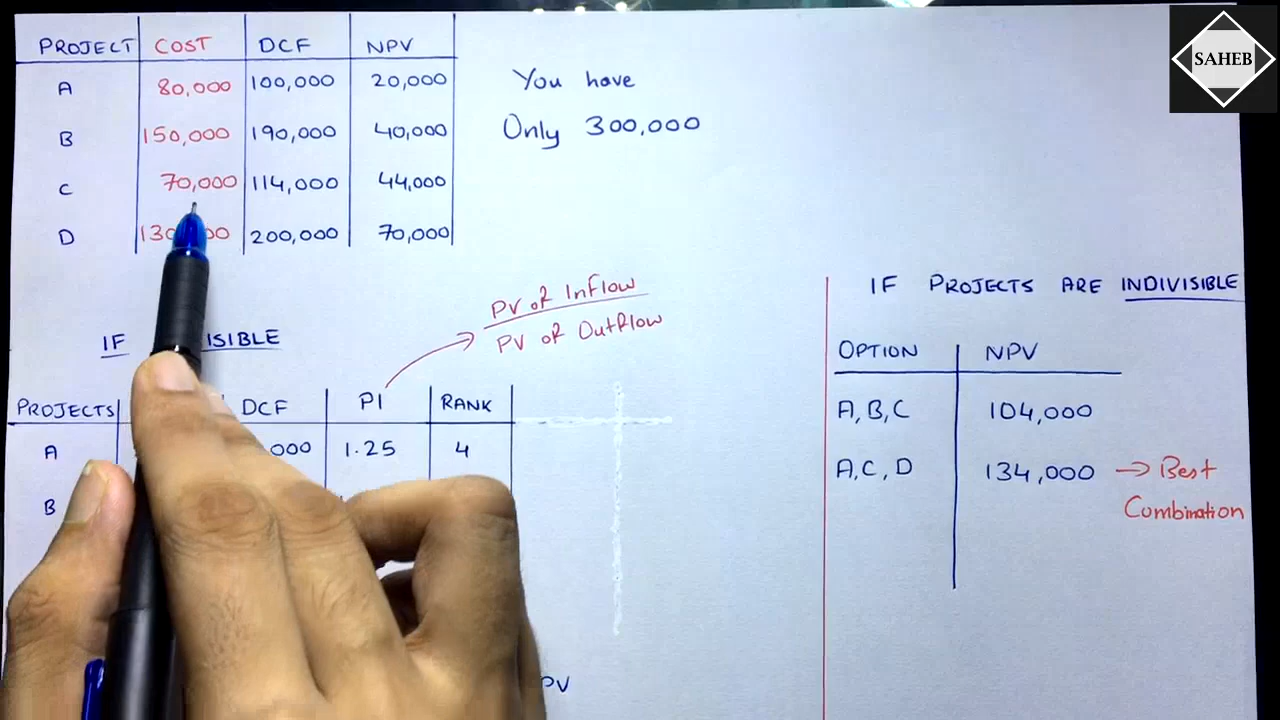 SAHEB
PROJECT COST DCF NPV
A 80,000 100,000 20,000
B 150,000 190,000 40,000
C 70,000 114,000 44,000
D 200,000 70,000
You have
Only 300,000
PV of Inflow
PV of Outflow
IF ISIBLE
PROJECTS DCF PI RANK
A 000 1.25 4
B
PV
IF PROJECTS ARE INDIVISIBLE
OPTION NPV
A, B, C 104,000
A, C, D 134,000 → Best
Combination